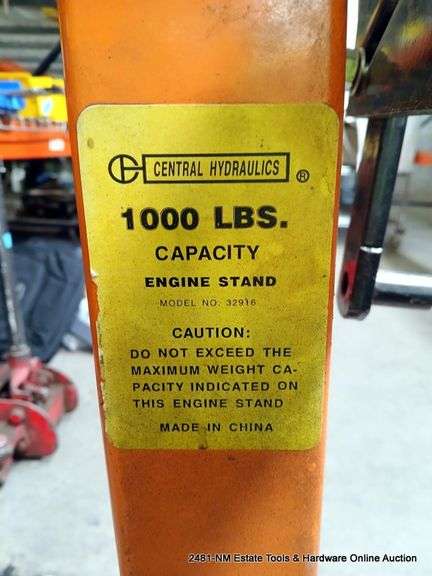 CH CENTRAL HYDRAULICS ®
1000 LBS.
CAPACITY
ENGINE STAND
MODEL NO: 32916
CAUTION:
DO NOT EXCEED THE
MAXIMUM WEIGHT CA-
PACITY INDICATED ON
THIS ENGINE STAND
MADE IN CHINA
2481-NM Estate Tools & Hardware Online Auction